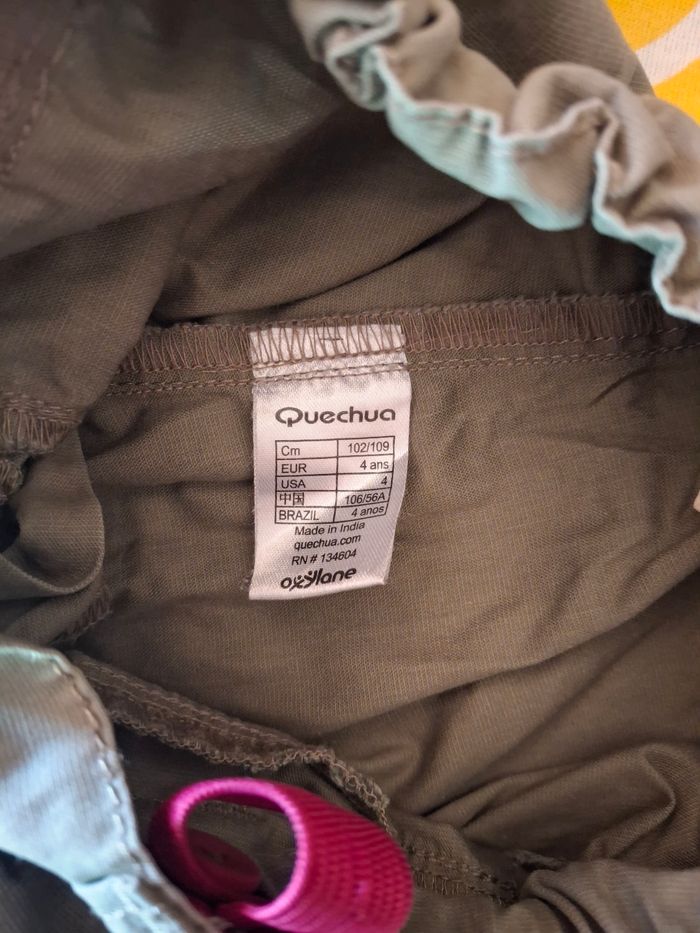 Quechua
Cm 102/109
EUR 4 ans
USA 4
中国 106/56A
BRAZIL 4 anos
Made in India
quechua.com
RN # 134604
oxylane